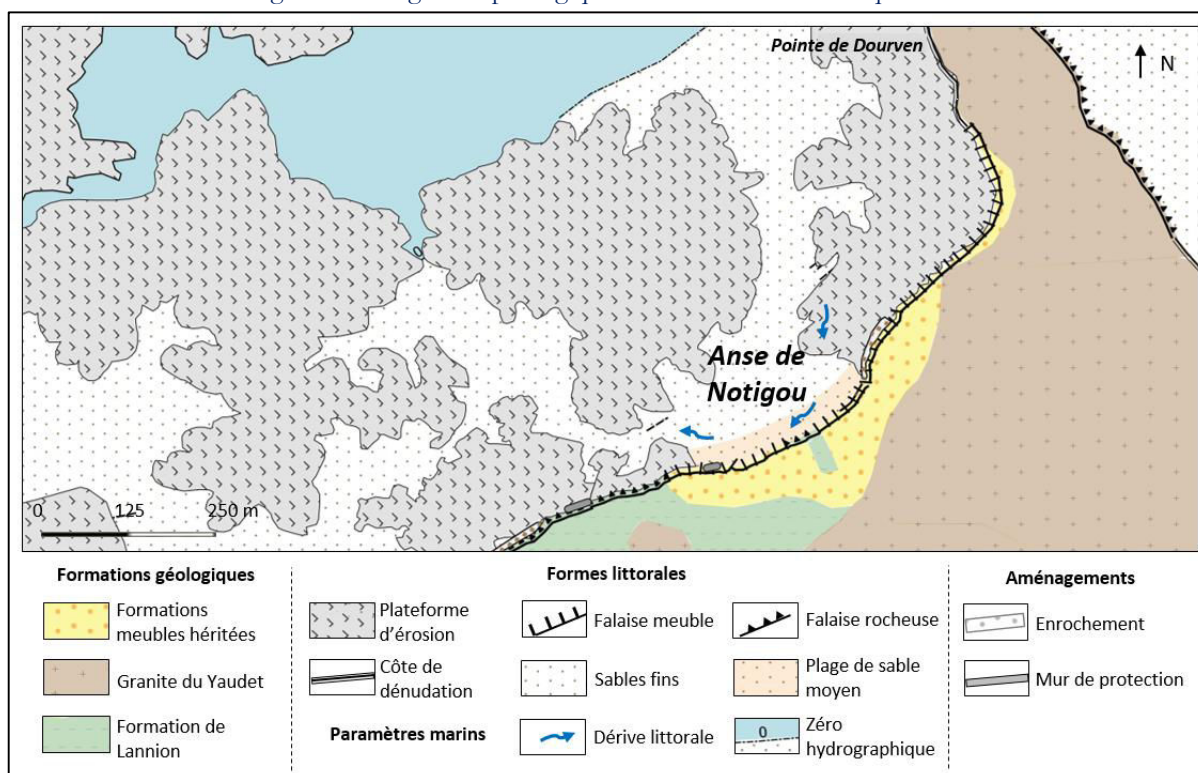 Pointe de Dourven
N
0
Anse de
Notigou
0
125
250 m
Formations géologiques
Formations
meubles héritées
Granite du Yaudet
Formation de
Lannion
Formes littorales
Plateforme
d'érosion
Falaise meuble
Falaise rocheuse
Côte de
dénudation
Sables fins
Plage de sable
moyen
Paramètres marins
Dérive littorale
0
Zéro
hydrographique
Aménagements
Enrochement
Mur de protection